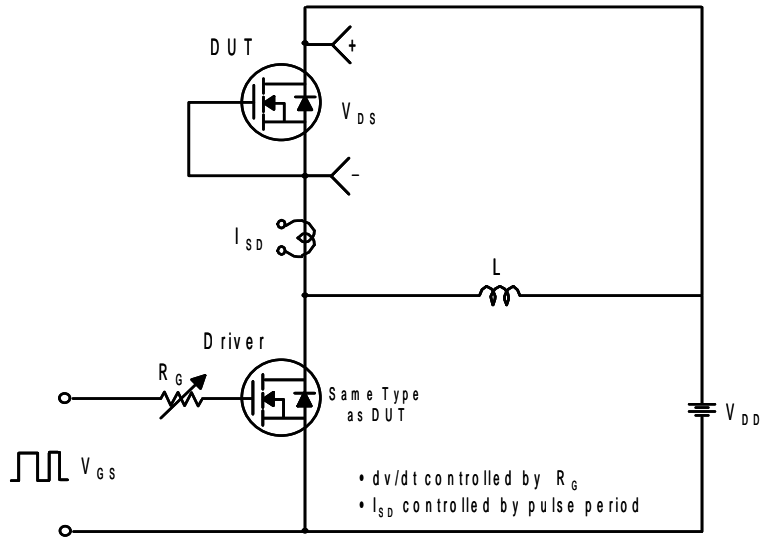 DUT
+
VDS
–
ISD
L
Driver
RG
Same Type
as DUT
VDD
VGS
• dv/dt controlled by RG
• ISD controlled by pulse period